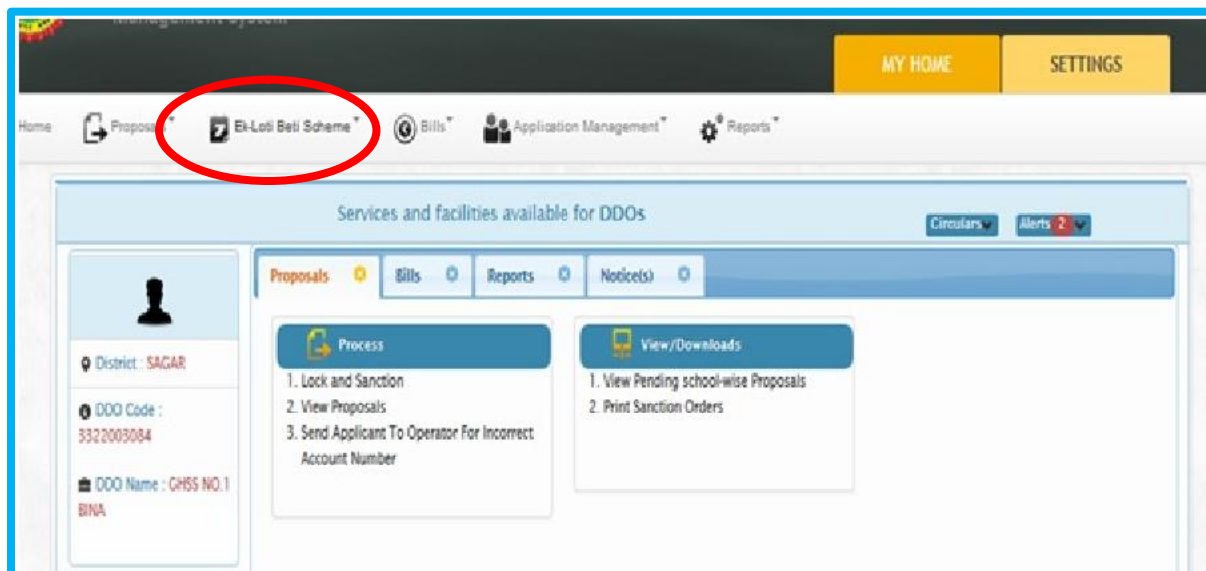 Management System
MY HOME
SETTINGS
Home
Proposals
Ek-Loti Beti Scheme
Bills
Application Management
Reports
Services and facilities available for DDOs
Circulars
Alerts 2
District : SAGAR
DDO Code :
3322003084
DDO Name : GHSS NO.1
BINA
Proposals
Bills
Reports
Notice(s)
Process
1. Lock and Sanction
2. View Proposals
3. Send Applicant To Operator For Incorrect
Account Number
View/Downloads
1. View Pending school-wise Proposals
2. Print Sanction Orders